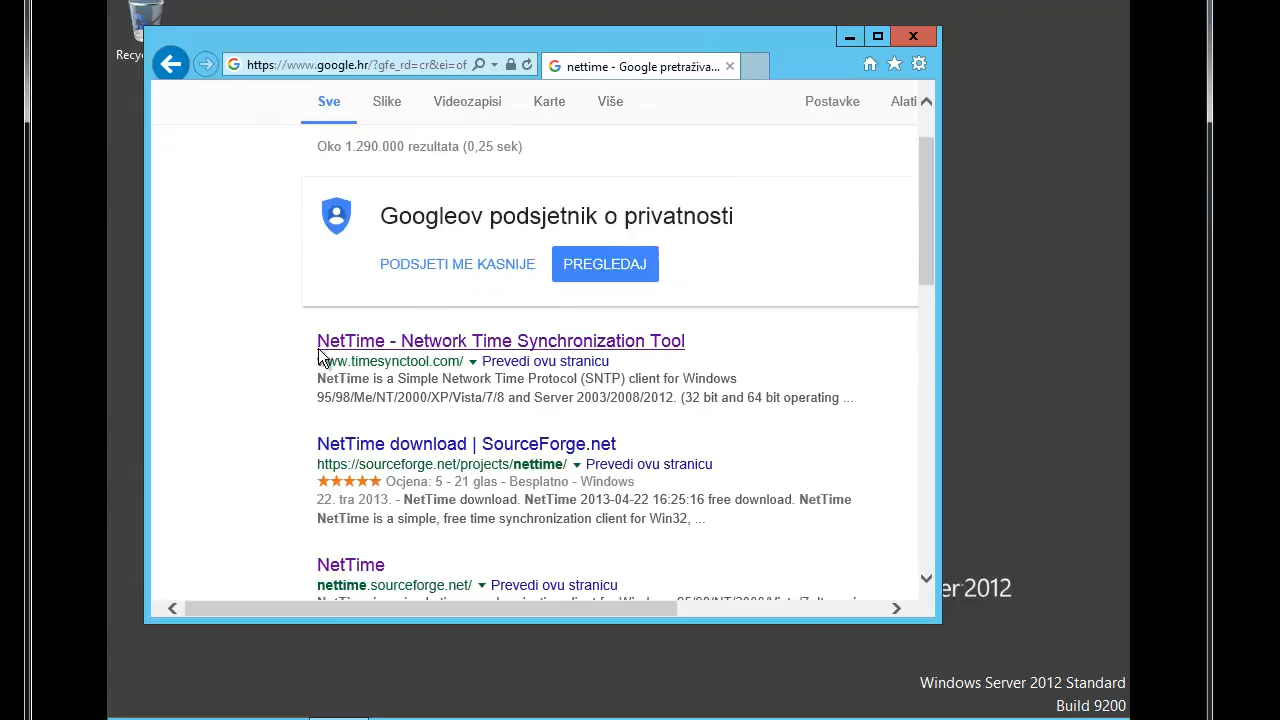 Recy
https://www.google.hr/?gfe_rd=cr&ei=of
nettime - Google pretraživa...
Sve Slike Videozapisi Karte Više Postavke Alati
Oko 1.290.000 rezultata (0,25 sek)
Googleov podsjetnik o privatnosti
PODSJETI ME KASNIJE PREGLEDAJ
NetTime - Network Time Synchronization Tool
www.timesynctool.com/ Prevedi ovu stranicu
NetTime is a Simple Network Time Protocol (SNTP) client for Windows
95/98/Me/NT/2000/XP/Vista/7/8 and Server 2003/2008/2012. (32 bit and 64 bit operating ...
NetTime download | SourceForge.net
https://sourceforge.net/projects/nettime/ Prevedi ovu stranicu
★★★★★ Ocjena: 5 - 21 glas - Besplatno - Windows
22. tra 2013. - NetTime download. NetTime 2013-04-22 16:25:16 free download. NetTime
NetTime is a simple, free time synchronization client for Win32, ...
NetTime
nettime.sourceforge.net/ Prevedi ovu stranicu
er 2012
Windows Server 2012 Standard
Build 9200